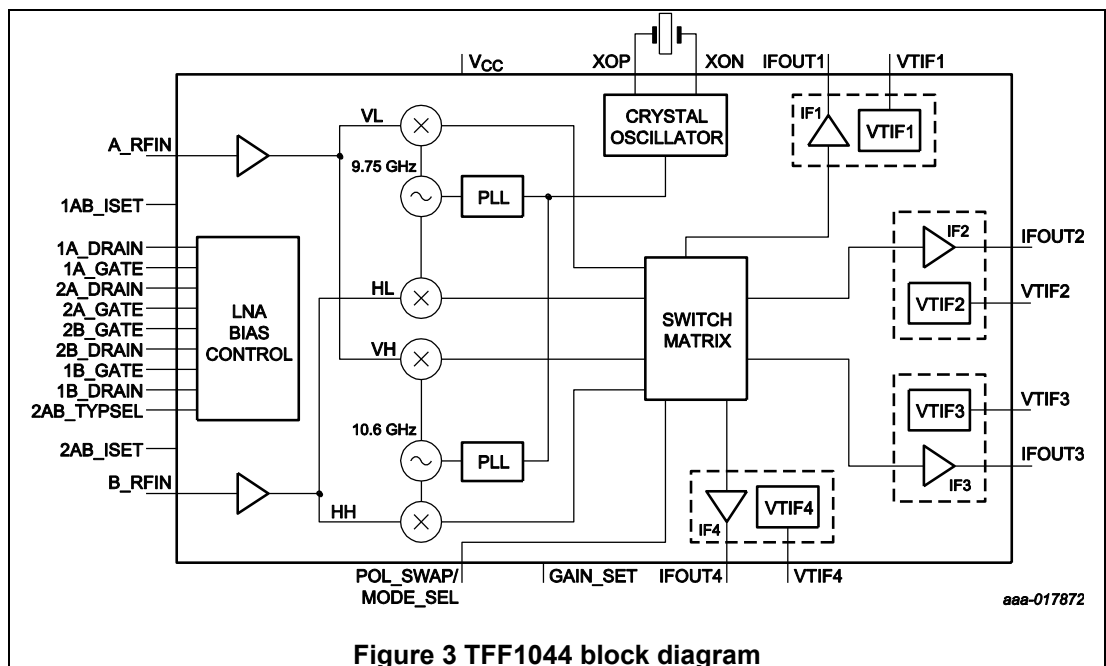 VCC
XOP
XON
IFOUT1
VTIF1
CRYSTAL
OSCILLATOR
IF1
VTIF1
A_RFIN
VL
9.75 GHz
PLL
1AB_ISET
1A_DRAIN
1A_GATE
2A_DRAIN
2A_GATE
2B_GATE
2B_DRAIN
1B_GATE
1B_DRAIN
2AB_TYPSEL
LNA
BIAS
CONTROL
HL
VH
SWITCH
MATRIX
IF2
IFOUT2
VTIF2
VTIF2
VTIF3
VTIF3
IFOUT3
IF3
2AB_ISET
10.6 GHz
PLL
B_RFIN
HH
IF4
VTIF4
POL_SWAP/
MODE_SEL
GAIN_SET
IFOUT4
VTIF4
aaa-017872
Figure 3 TFF1044 block diagram